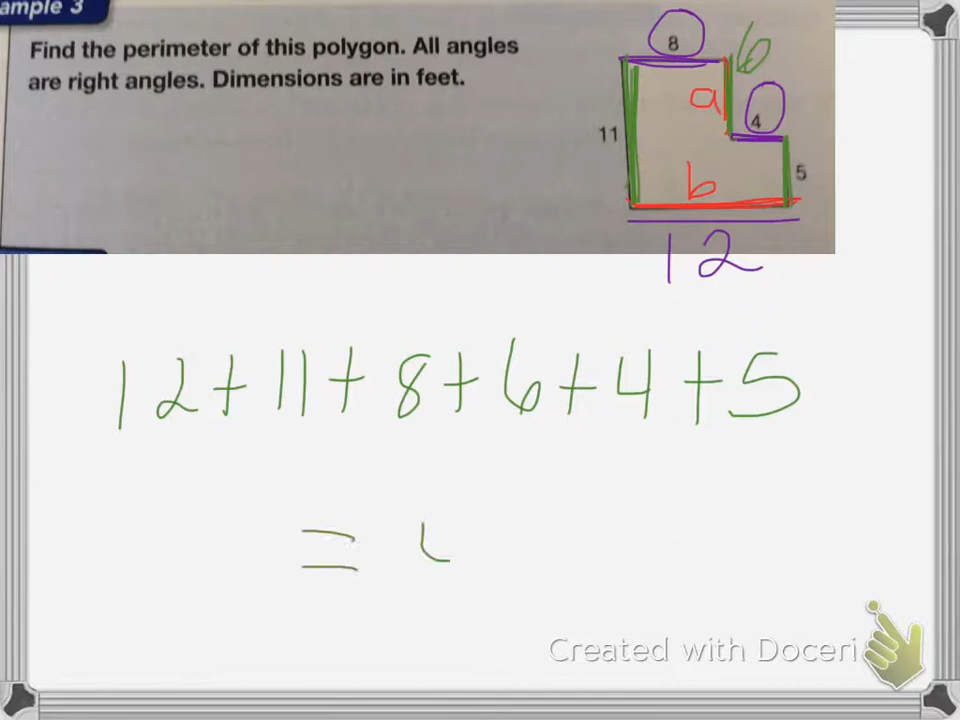 ample 3
Find the perimeter of this polygon. All angles
are right angles. Dimensions are in feet.
8
6
a
4
11
5
b
12
12+11+8+6+4+5
=
Created with Doceri